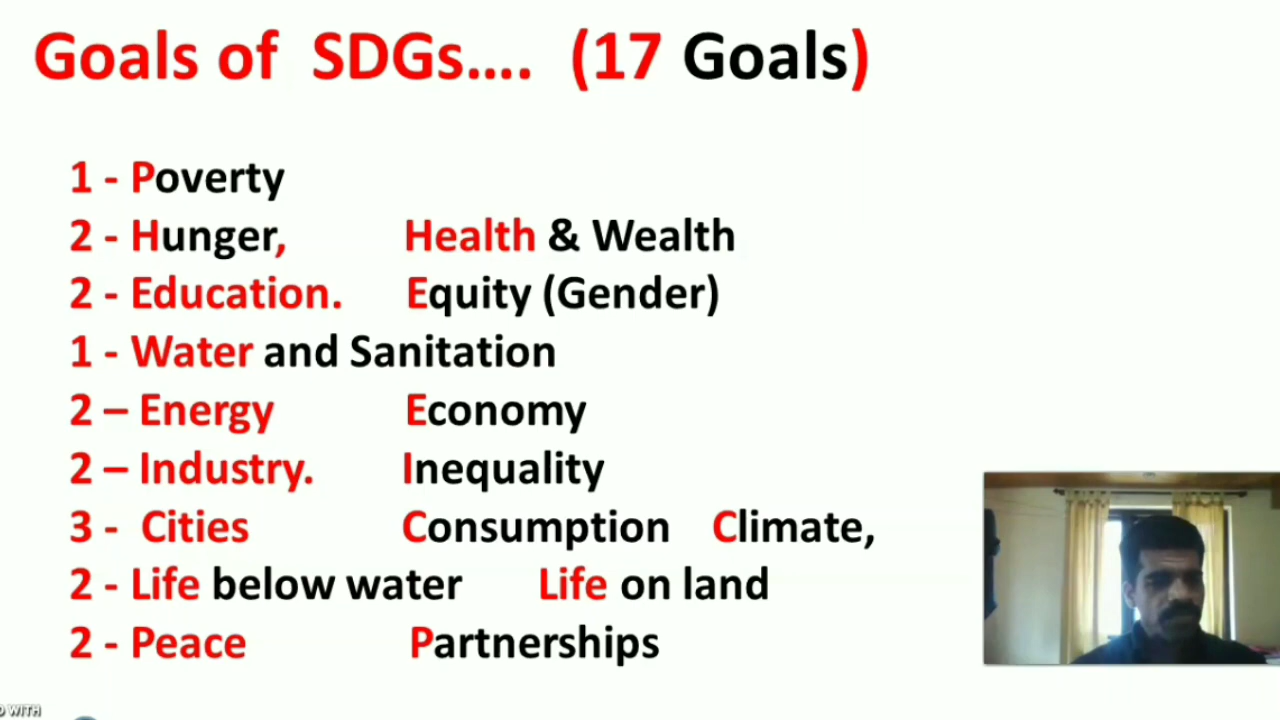 Goals of SDGs.... (17 Goals)
1 - Poverty
2 - Hunger, Health & Wealth
2 - Education. Equity (Gender)
1 - Water and Sanitation
2 – Energy Economy
2 – Industry. Inequality
3 - Cities Consumption Climate,
2 - Life below water Life on land
2 - Peace Partnerships
WITH